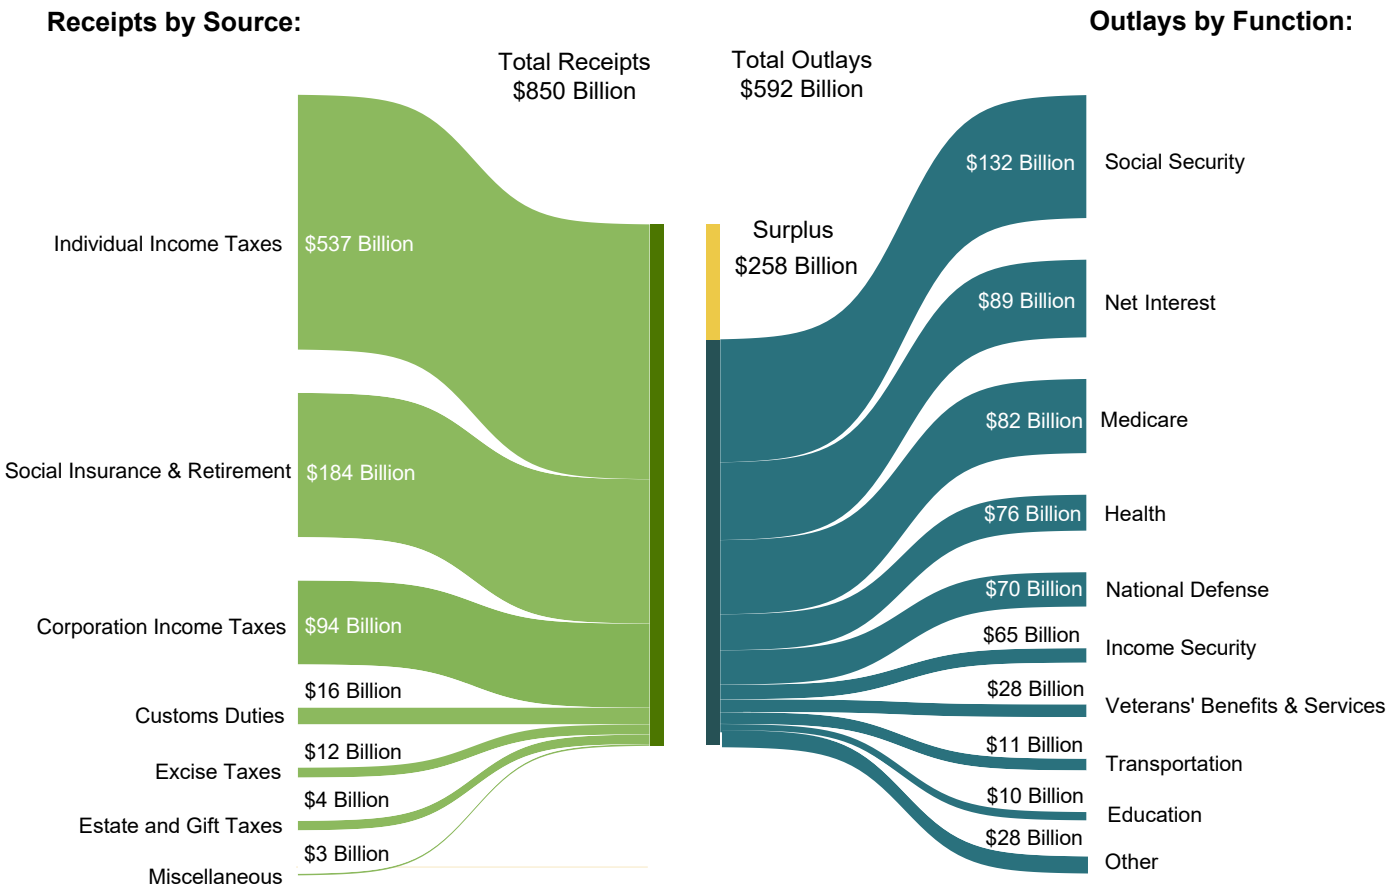 Receipts by Source:
Outlays by Function:
Total Receipts
$850 Billion
Total Outlays
$592 Billion
Surplus
$258 Billion
Individual Income Taxes
$537 Billion
Social Insurance & Retirement
$184 Billion
Corporation Income Taxes
$94 Billion
$16 Billion
Customs Duties
$12 Billion
Excise Taxes
$4 Billion
Estate and Gift Taxes
$3 Billion
Miscellaneous
$132 Billion
Social Security
$89 Billion
Net Interest
$82 Billion
Medicare
$76 Billion
Health
$70 Billion
National Defense
$65 Billion
Income Security
$28 Billion
Veterans' Benefits & Services
$11 Billion
Transportation
$10 Billion
Education
$28 Billion
Other